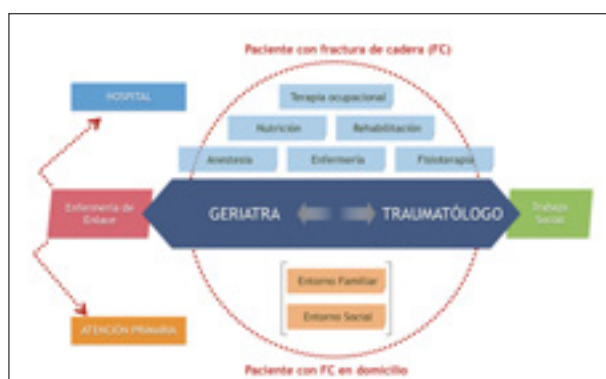 Paciente con fractura de cadera (FC)
HOSPITAL
Terapia ocupacional
Nutrición
Rehabilitación
Anestesia
Enfermería
Fisioterapia
Enfermería de
Enlace
GERIATRA
TRAUMATÓLOGO
Trabajo
Social
Entorno Familiar
Entorno Social
ATENCIÓN PRIMARIA
Paciente con FC en domicilio